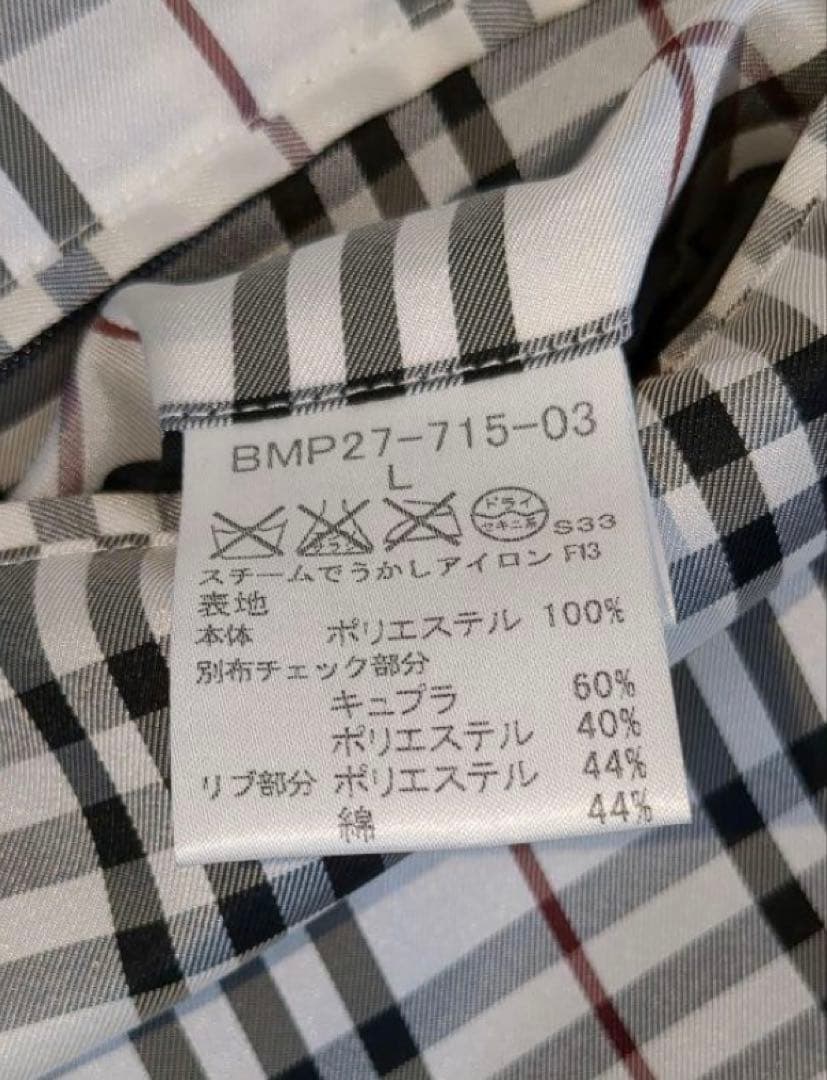 BMP27-715-03
L
エンソ
ドライ
セキユ系
S33
スチームでうかしアイロン F13
表地
本体 ポリエステル 100%
別布チェック部分
キュプラ 60%
ポリエステル 40%
リブ部分 ポリエステル 44%
綿 44%